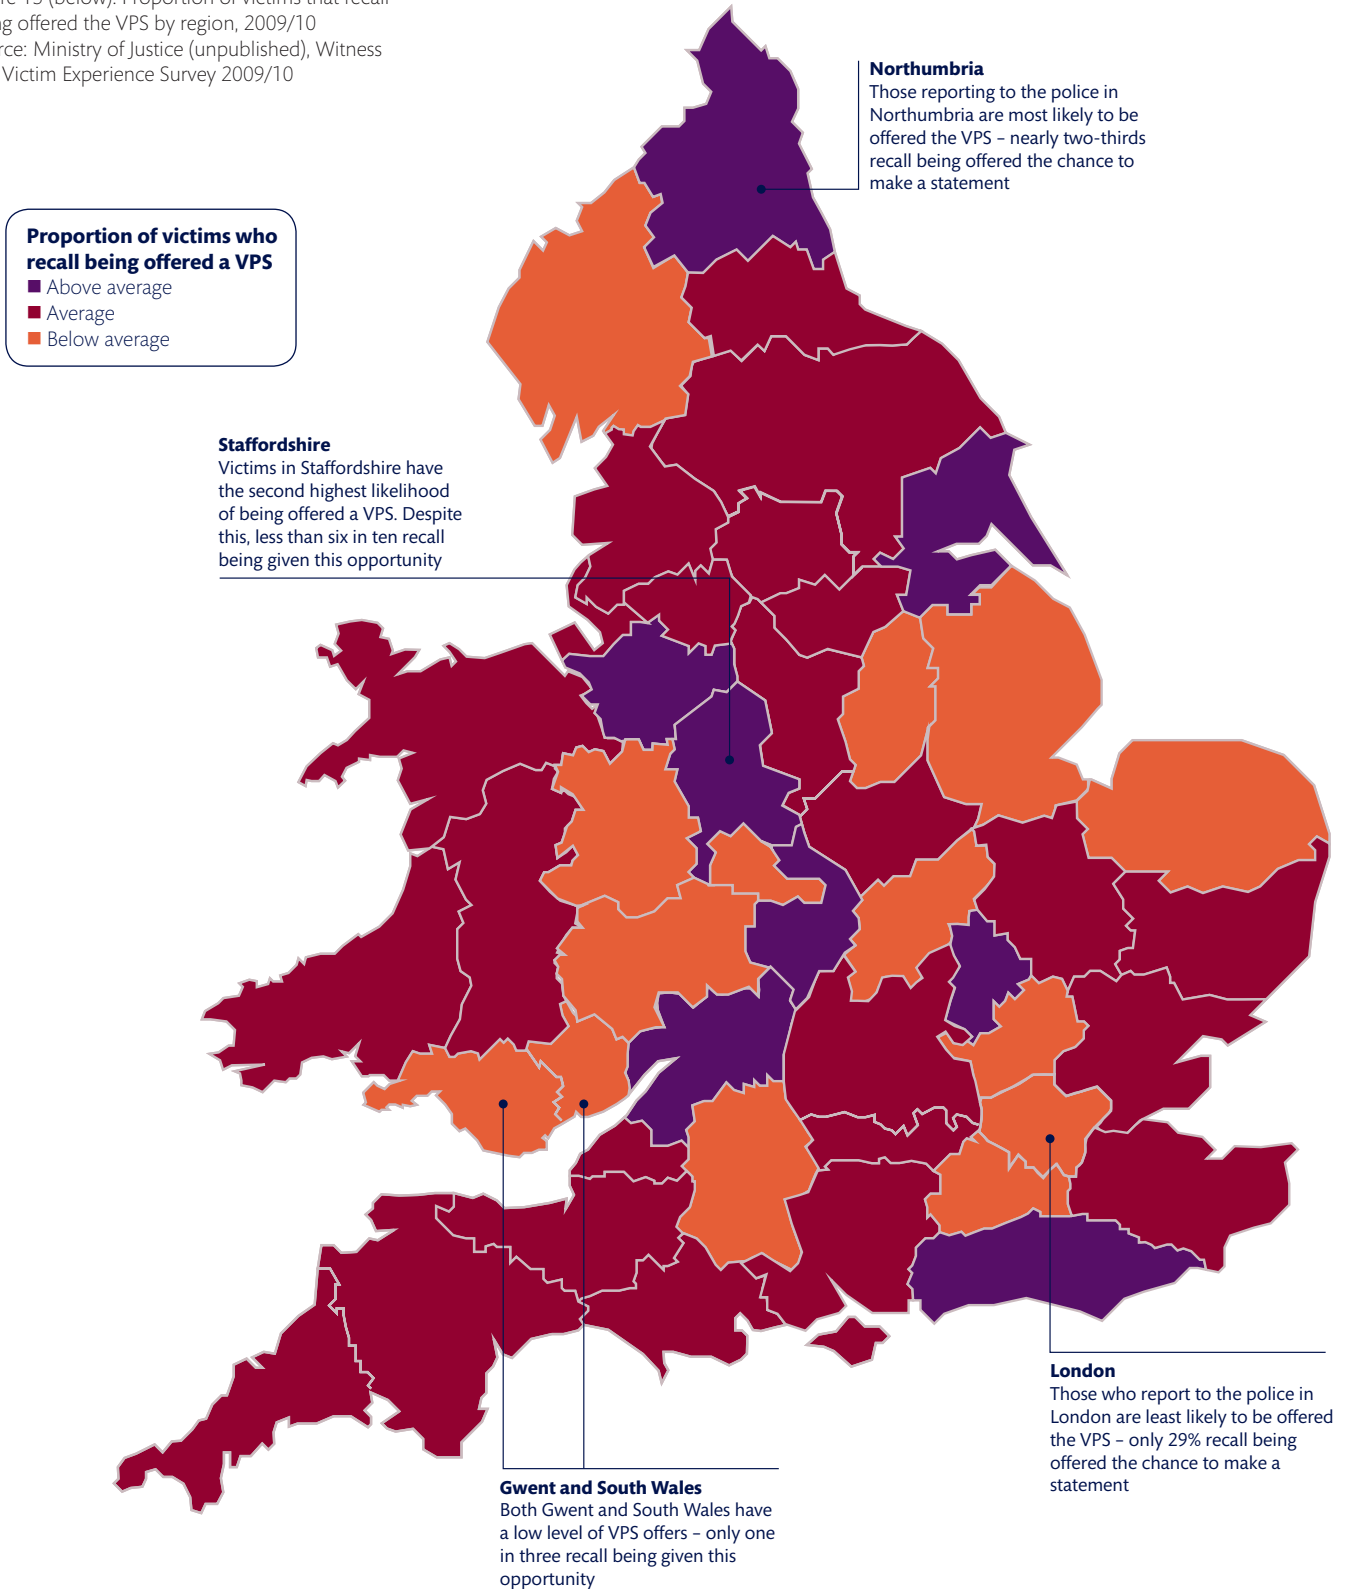 (below). Proportion of victims that recall
offered the VPS by region, 2009/10
Ministry of Justice (unpublished), Witness
Victim Experience Survey 2009/10
Northumbria
Those reporting to the police in
Northumbria are most likely to be
offered the VPS – nearly two-thirds
recall being offered the chance to
make a statement
Proportion of victims who
recall being offered a VPS
Above average
Average
Below average
Staffordshire
Victims in Staffordshire have
the second highest likelihood
of being offered a VPS. Despite
this, less than six in ten recall
being given this opportunity
London
Those who report to the police in
London are least likely to be offered
the VPS – only 29% recall being
offered the chance to make a
statement
Gwent and South Wales
Both Gwent and South Wales have
a low level of VPS offers – only one
in three recall being given this
opportunity